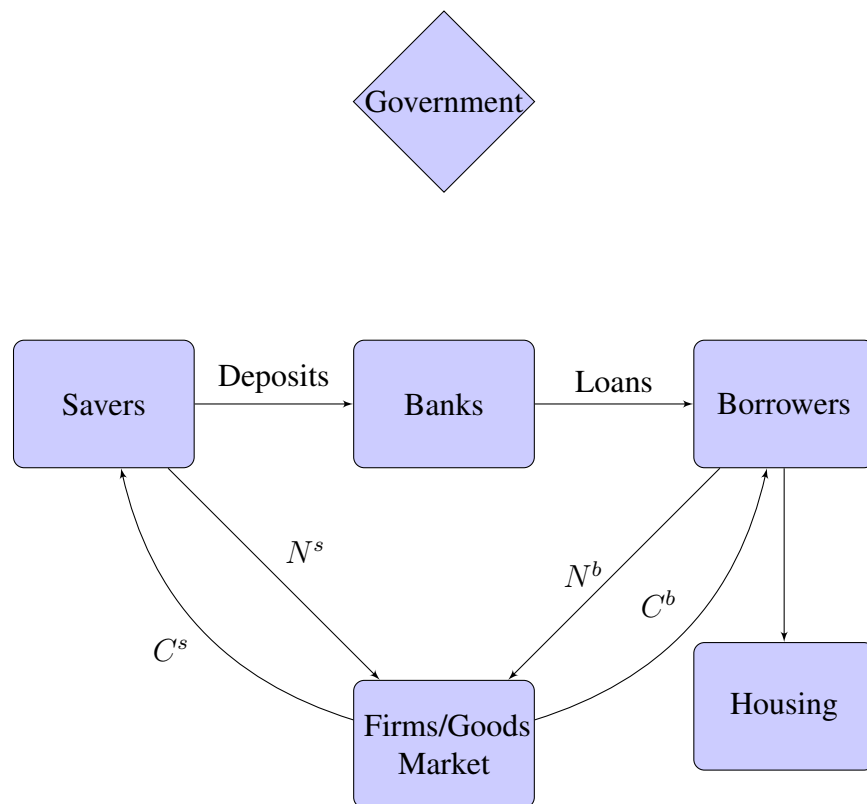 Government
Savers
Deposits
Banks
Loans
Borrowers
N^s
N^b
C^b
C^s
Firms/Goods
Market
Housing